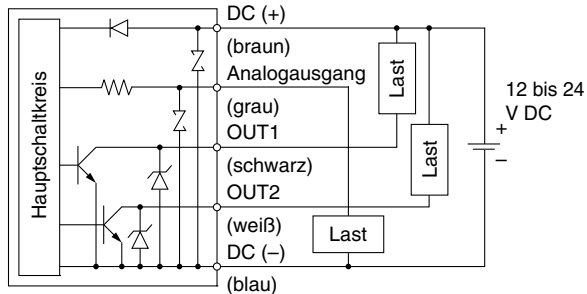 DC (+)
(braun)
Analogausgang
(grau)
OUT1
(schwarz)
OUT2
(weiß)
DC (–)
(blau)
Hauptschaltkreis
Last
Last
Last
12 bis 24
V DC
+
–